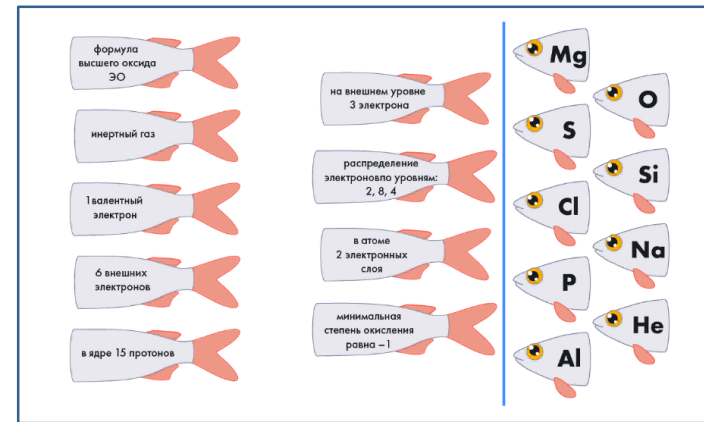 формула
высшего оксида
ЭО
инертный газ
1валентный
электрон
6 внешних
электронов
в ядре 15 протонов
на внешнем уровне
3 электрона
распределение
электроновпо уровням:
2, 8, 4
в атоме
2 электронных
слоя
минимальная
степень окисления
равна –1
Mg
O
S
Si
Cl
Na
P
He
Al